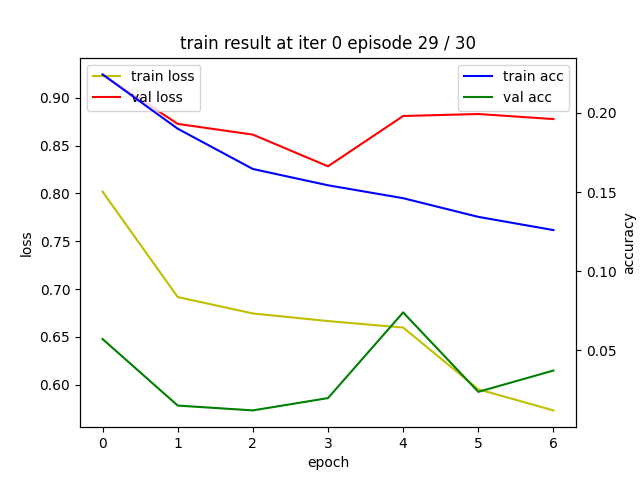 train result at iter 0 episode 29 / 30
train loss
val loss
train acc
val acc
0.90
0.85
0.80
0.75
0.70
0.65
0.60
loss
0.20
0.15
0.10
0.05
accuracy
0 1 2 3 4 5 6
epoch